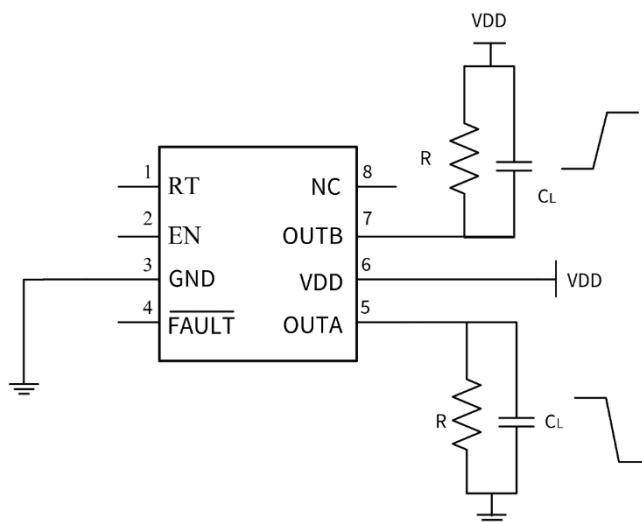 VDD
R
CL
1 RT NC 8
2 EN OUTB 7
3 GND VDD 6
VDD
4 FAULT OUTA 5
R
CL